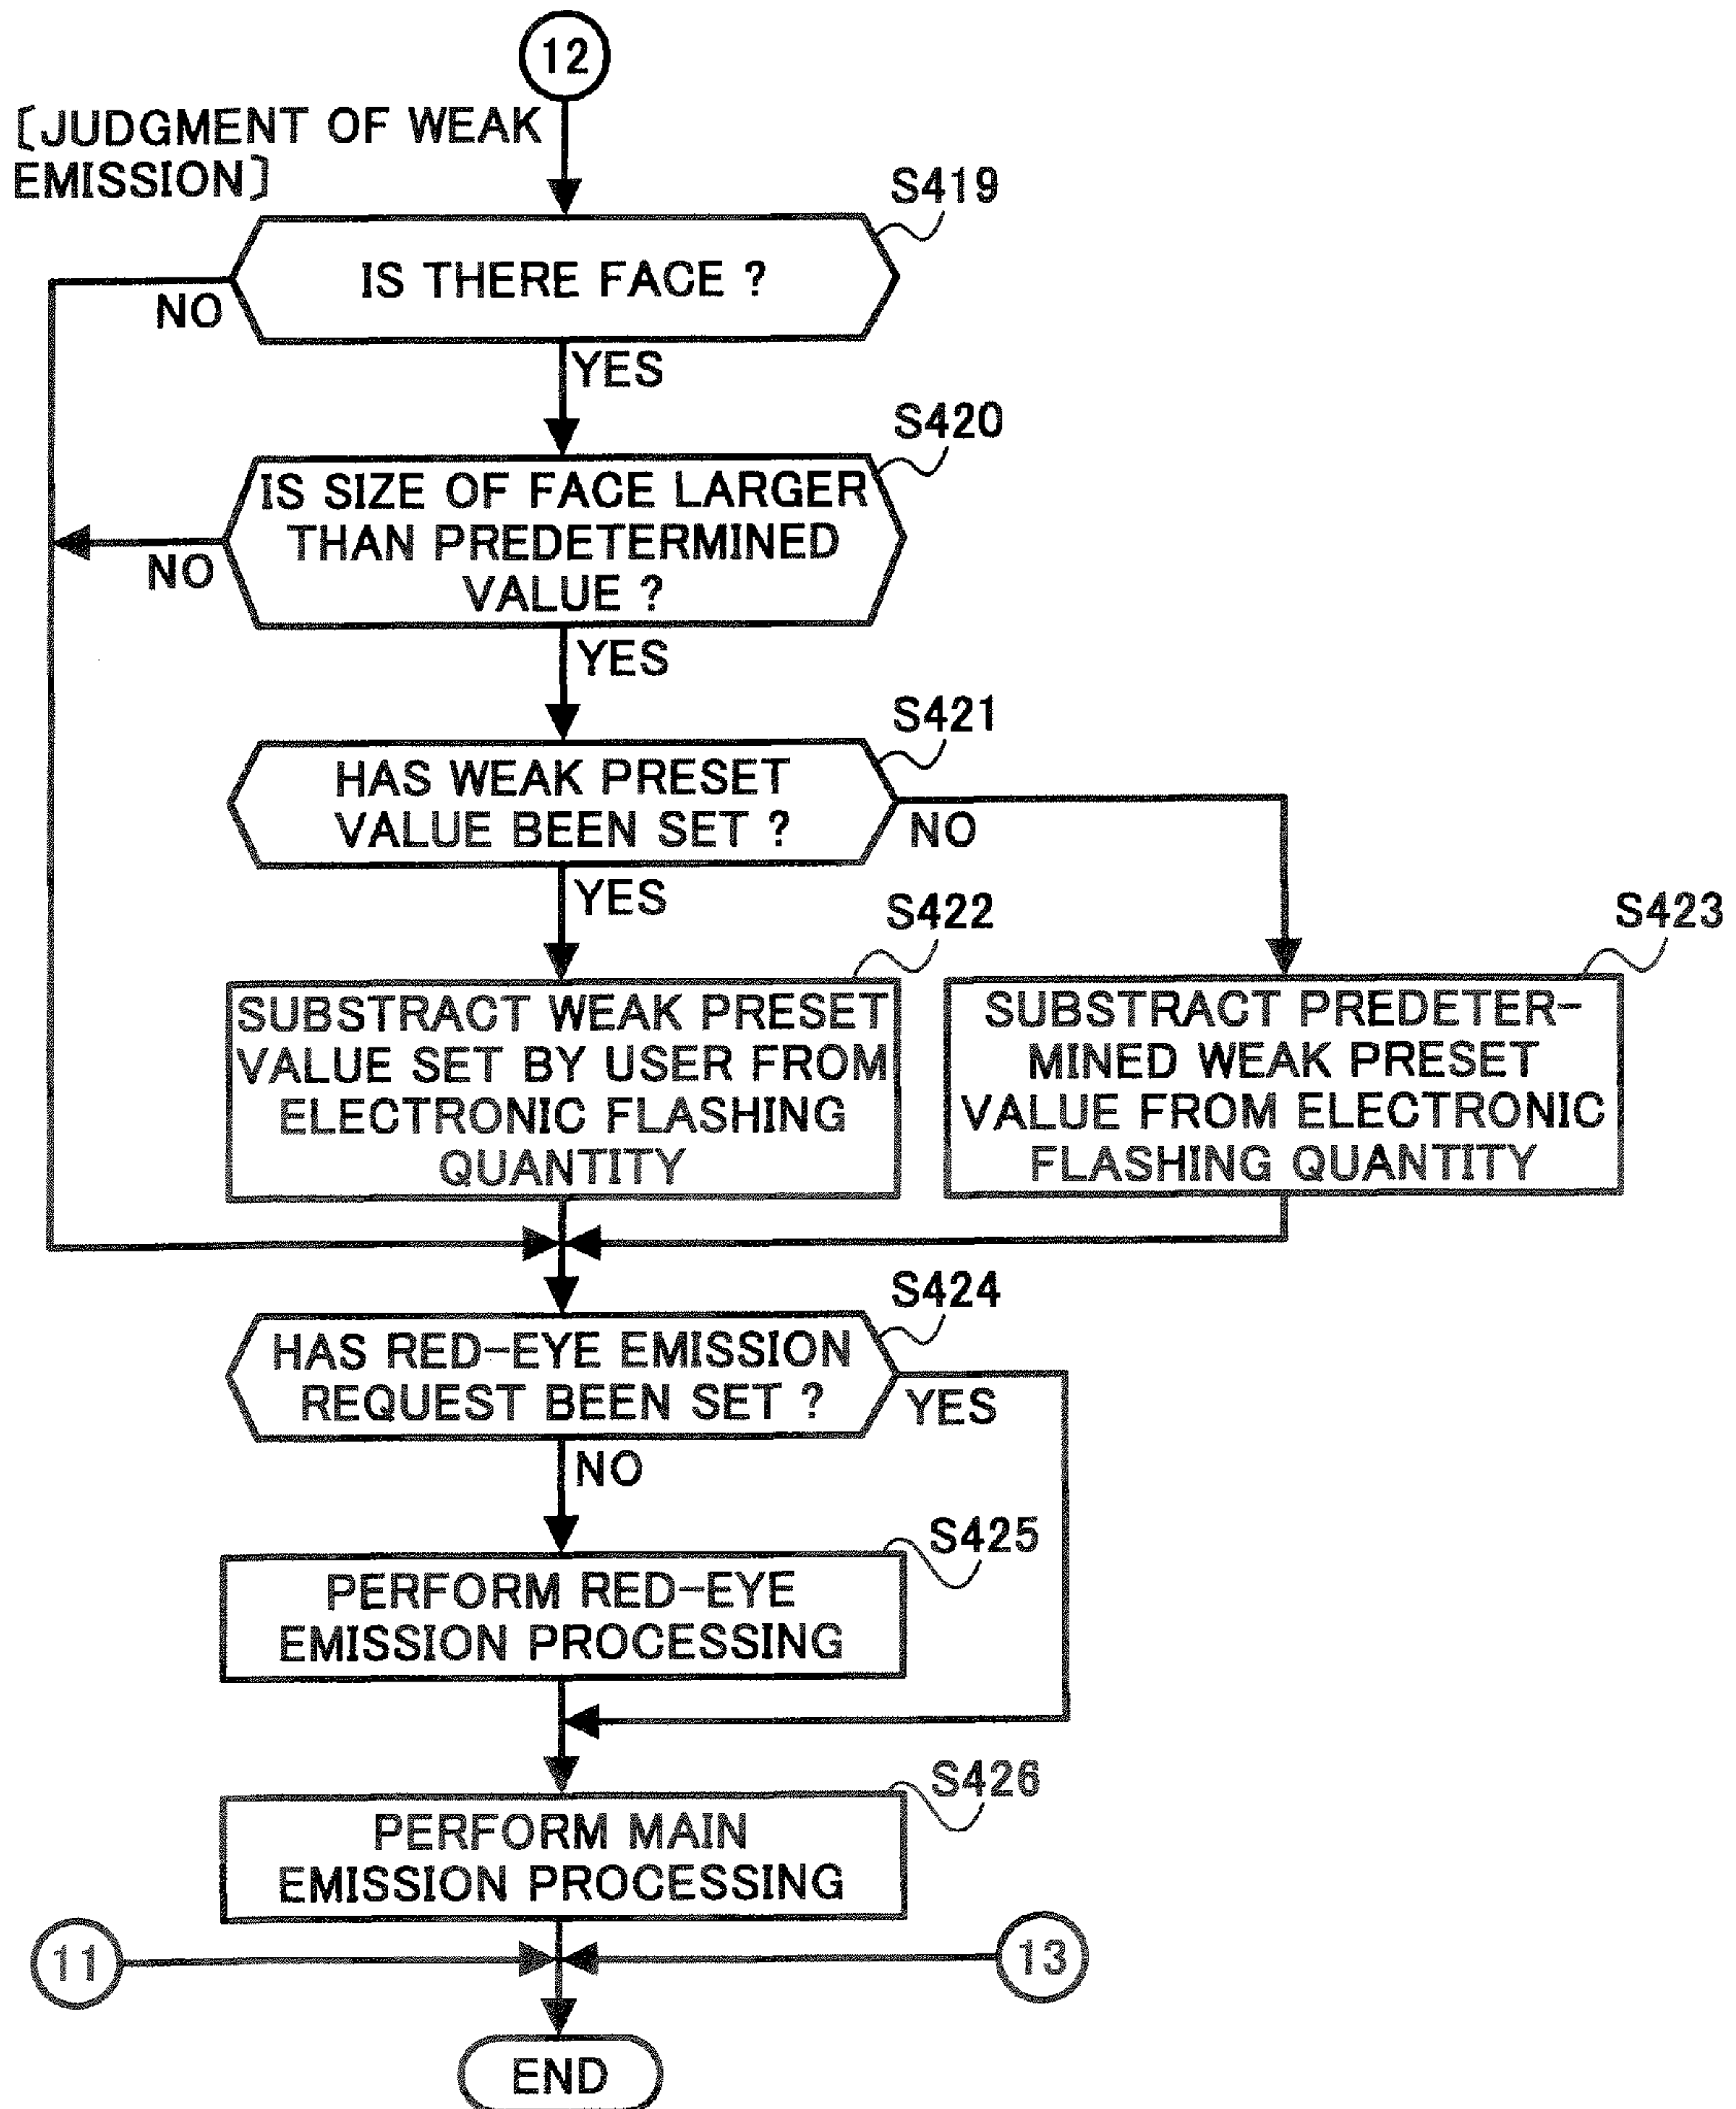 12
[JUDGMENT OF WEAK
EMISSION]
S419
IS THERE FACE ?
NO
YES
S420
IS SIZE OF FACE LARGER
THAN PREDETERMINED
VALUE ?
NO
YES
S421
HAS WEAK PRESET
VALUE BEEN SET ?
NO
YES
S422
SUBSTRACT WEAK PRESET
VALUE SET BY USER FROM
ELECTRONIC FLASHING
QUANTITY
S423
SUBSTRACT PREDETER-
MINED WEAK PRESET
VALUE FROM ELECTRONIC
FLASHING QUANTITY
S424
HAS RED-EYE EMISSION
REQUEST BEEN SET ?
YES
NO
S425
PERFORM RED-EYE
EMISSION PROCESSING
S426
PERFORM MAIN
EMISSION PROCESSING
11
13
END